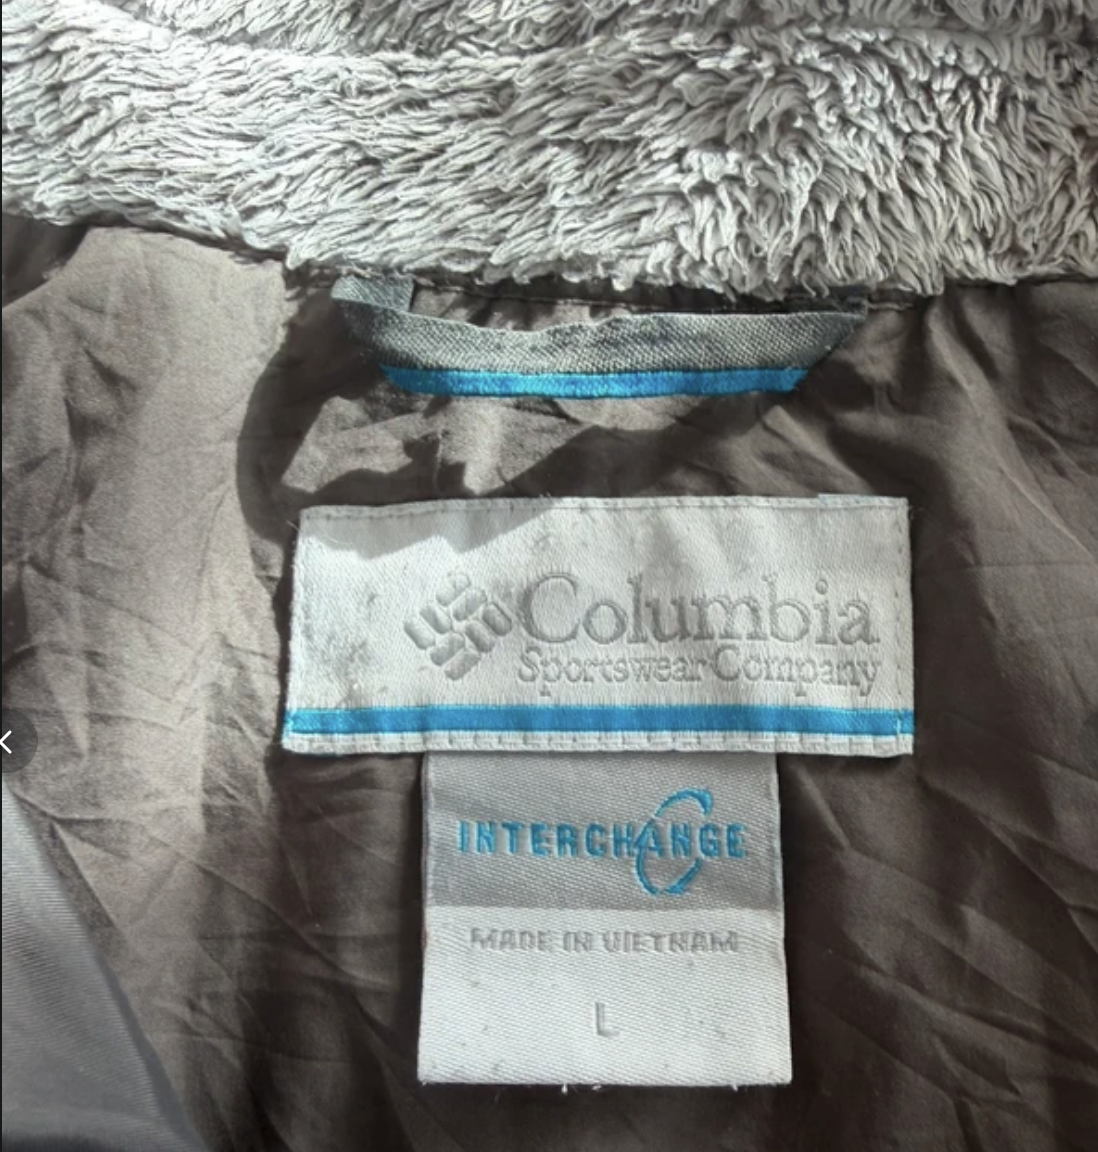 Columbia
Sportswear Company
INTERCHANGE
MADE IN VIETNAM
L